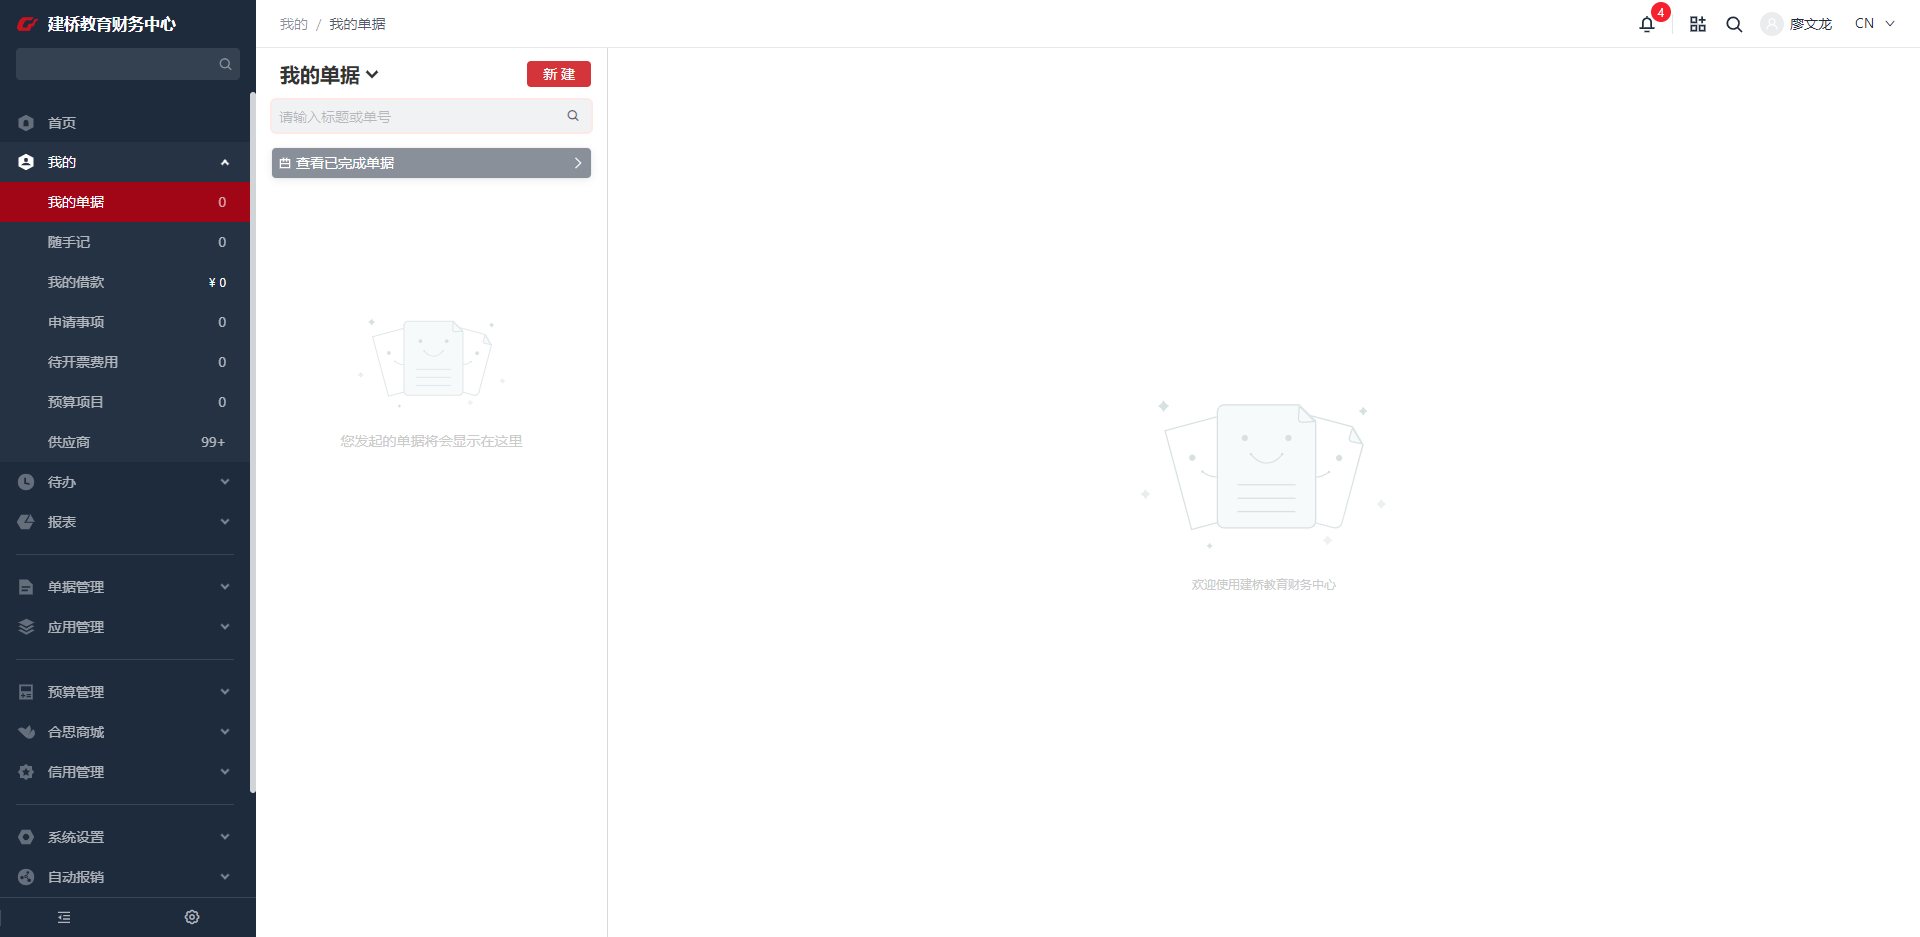 建桥教育财务中心
首页
我的
我的单据 0
随手记 0
我的借款 ¥ 0
申请事项 0
待开票费用 0
预算项目 0
供应商 99+
待办
报表
单据管理
应用管理
预算管理
合思商城
信用管理
系统设置
自动报销
我的 / 我的单据
4
廖文龙
CN
我的单据
新 建
请输入标题或单号
查看已完成单据
您发起的单据将会显示在这里
欢迎使用建桥教育财务中心